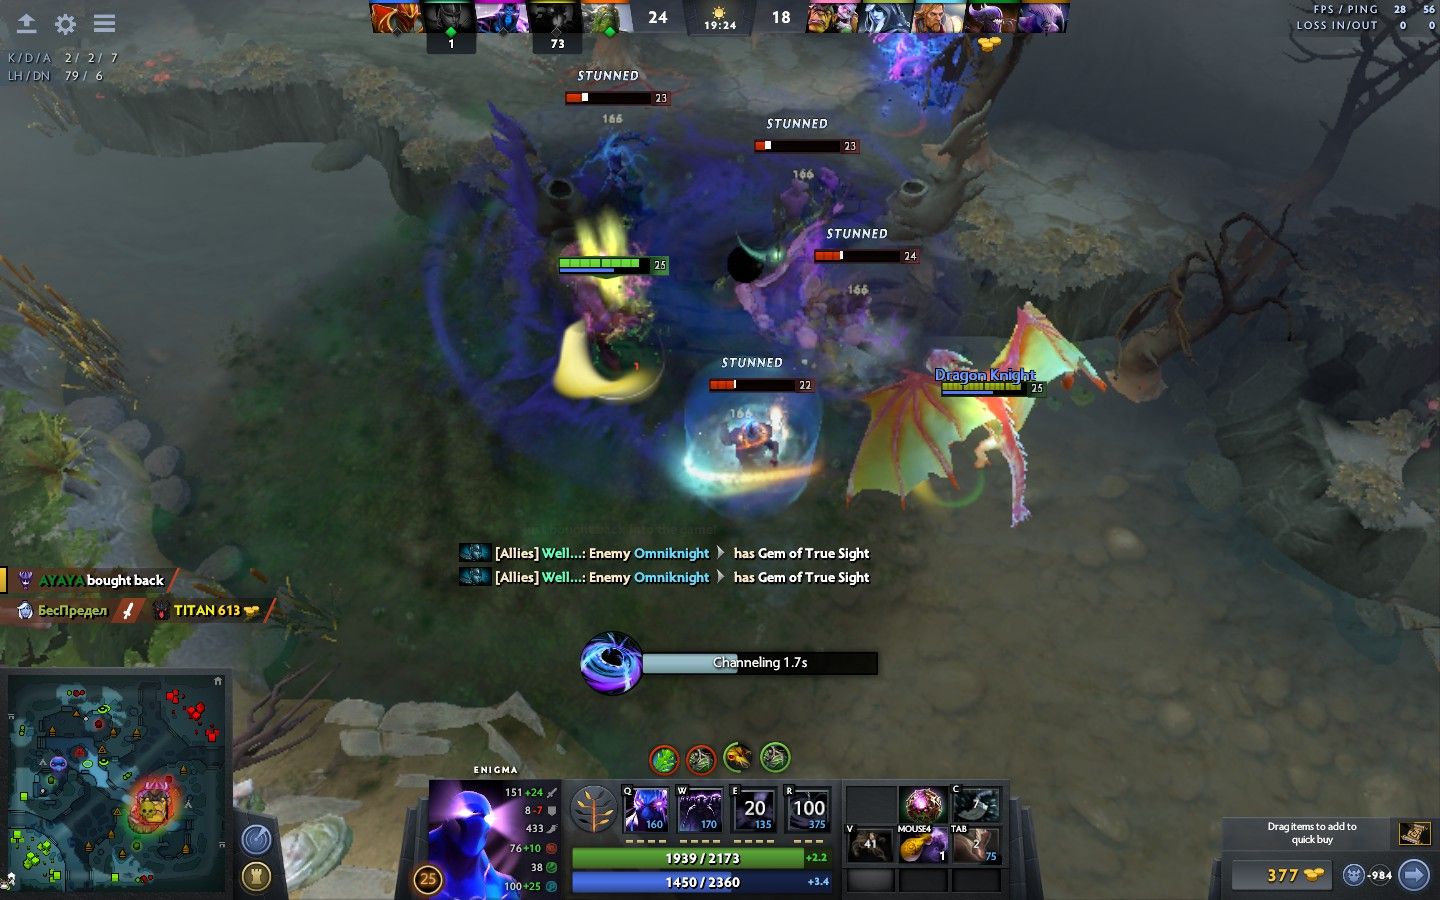 24 19:24 18
FPS / PING 28 56
LOSS IN/OUT 0 0
K / D / A 2 / 2 / 7
LH / DN 79 / 6
1
73
STUNNED
23
166
STUNNED
23
166
STUNNED
24
166
25
STUNNED
22
166
Dragon Knight
25
1
[Allies] Well...: Enemy Omniknight has Gem of True Sight
[Allies] Well...: Enemy Omniknight has Gem of True Sight
AYAYA bought back
БесПредел TITAN 613
Channeling 1.7s
ENIGMA
151 +24
8 -7
433
76 +10
38
100 +25
25
Q 160
W 170
E 20 135
R 100 375
1939 / 2173 +2.2
1450 / 2360 +3.4
C 7
V 41
MOUSE4 1
TAB 2 75
Drag items to add to
quick buy
377
-984